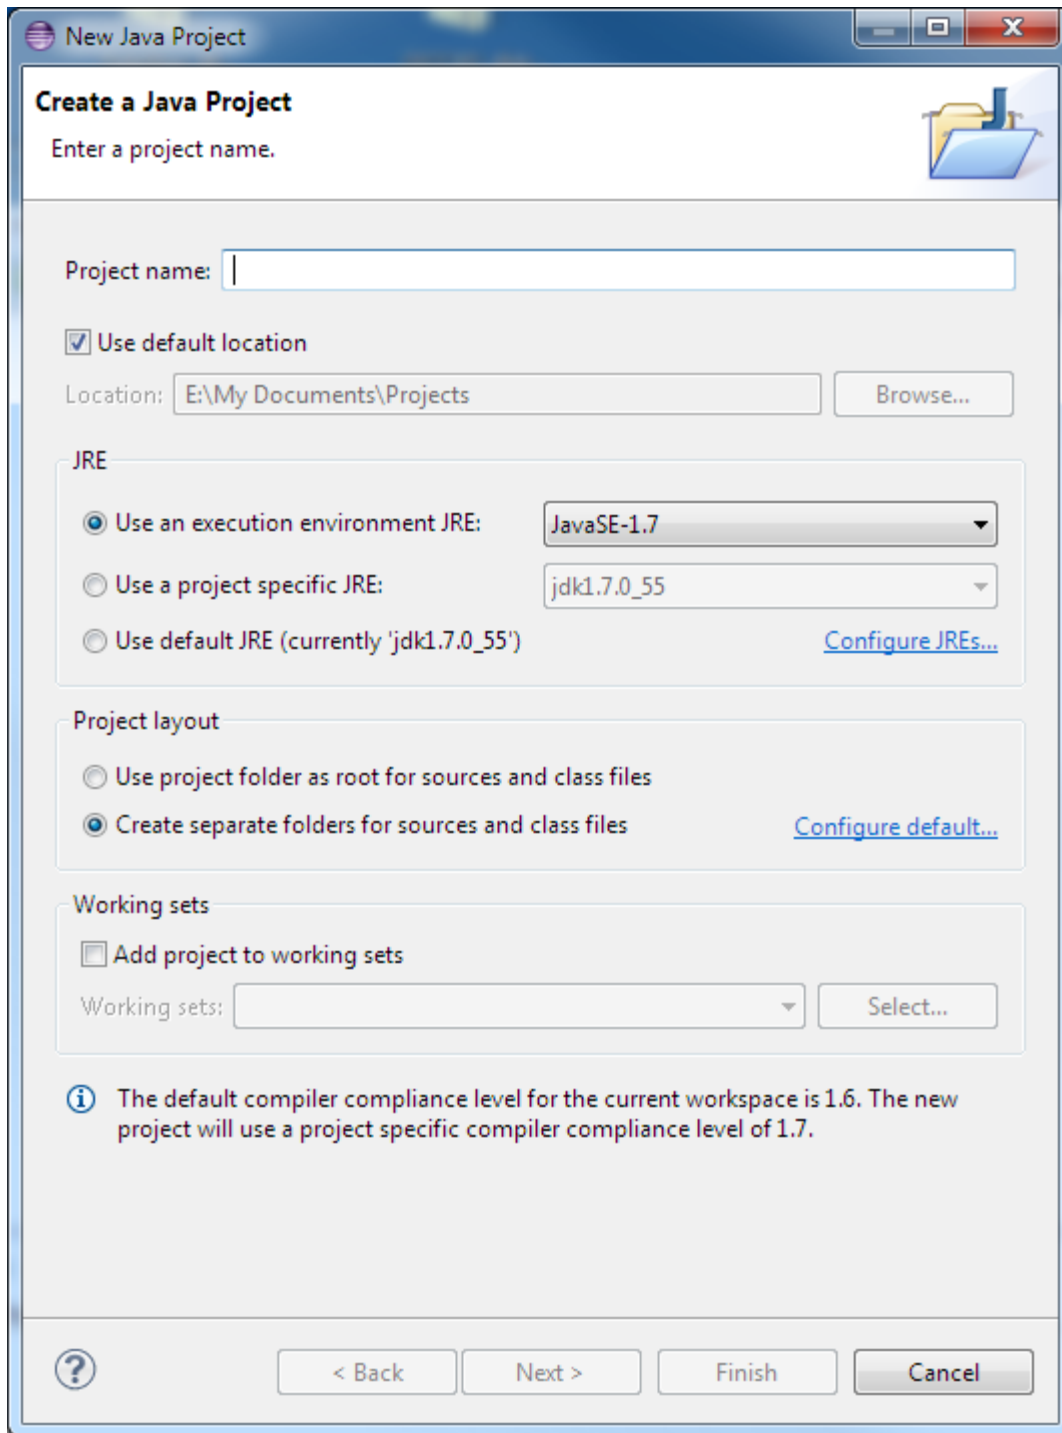 New Java Project
Create a Java Project
Enter a project name.
Project name:
Use default location
Location: E:\My Documents\Projects Browse...
JRE
Use an execution environment JRE: JavaSE-1.7
Use a project specific JRE: jdk1.7.0_55
Use default JRE (currently 'jdk1.7.0_55') Configure JREs...
Project layout
Use project folder as root for sources and class files
Create separate folders for sources and class files Configure default...
Working sets
Add project to working sets
Working sets: Select...
The default compiler compliance level for the current workspace is 1.6. The new
project will use a project specific compiler compliance level of 1.7.
< Back Next > Finish Cancel